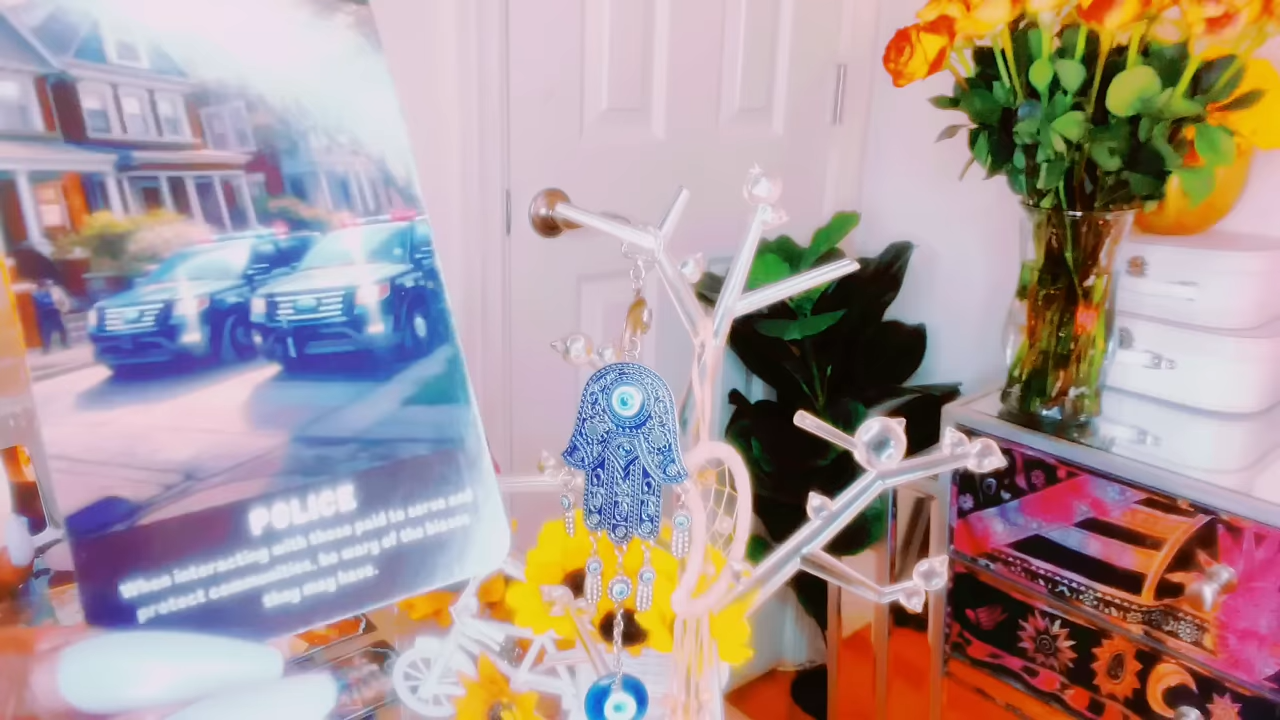 POLICE
When interacting with those paid to serve and
protect communities, be wary of the biases
they may have.